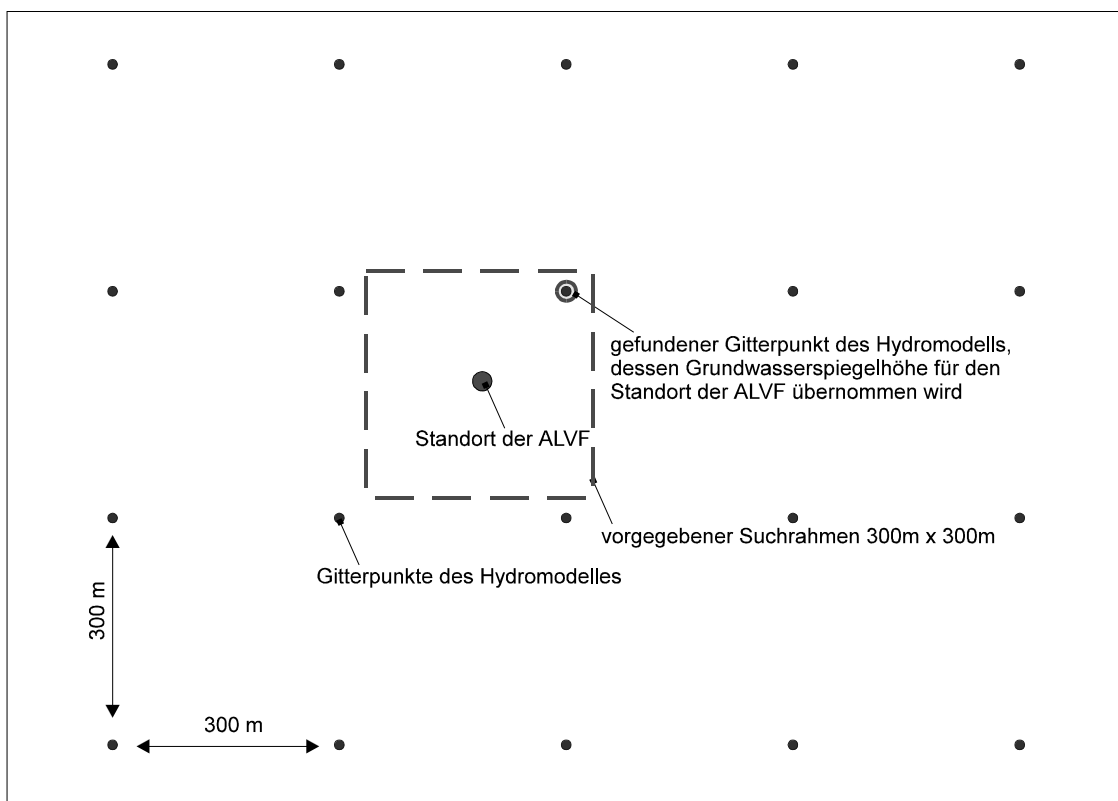 gefundener Gitterpunkt des Hydromodells,
dessen Grundwasserspiegelhöhe für den
Standort der ALVF übernommen wird
Standort der ALVF
vorgegebener Suchrahmen 300m x 300m
Gitterpunkte des Hydromodelles
300 m
300 m